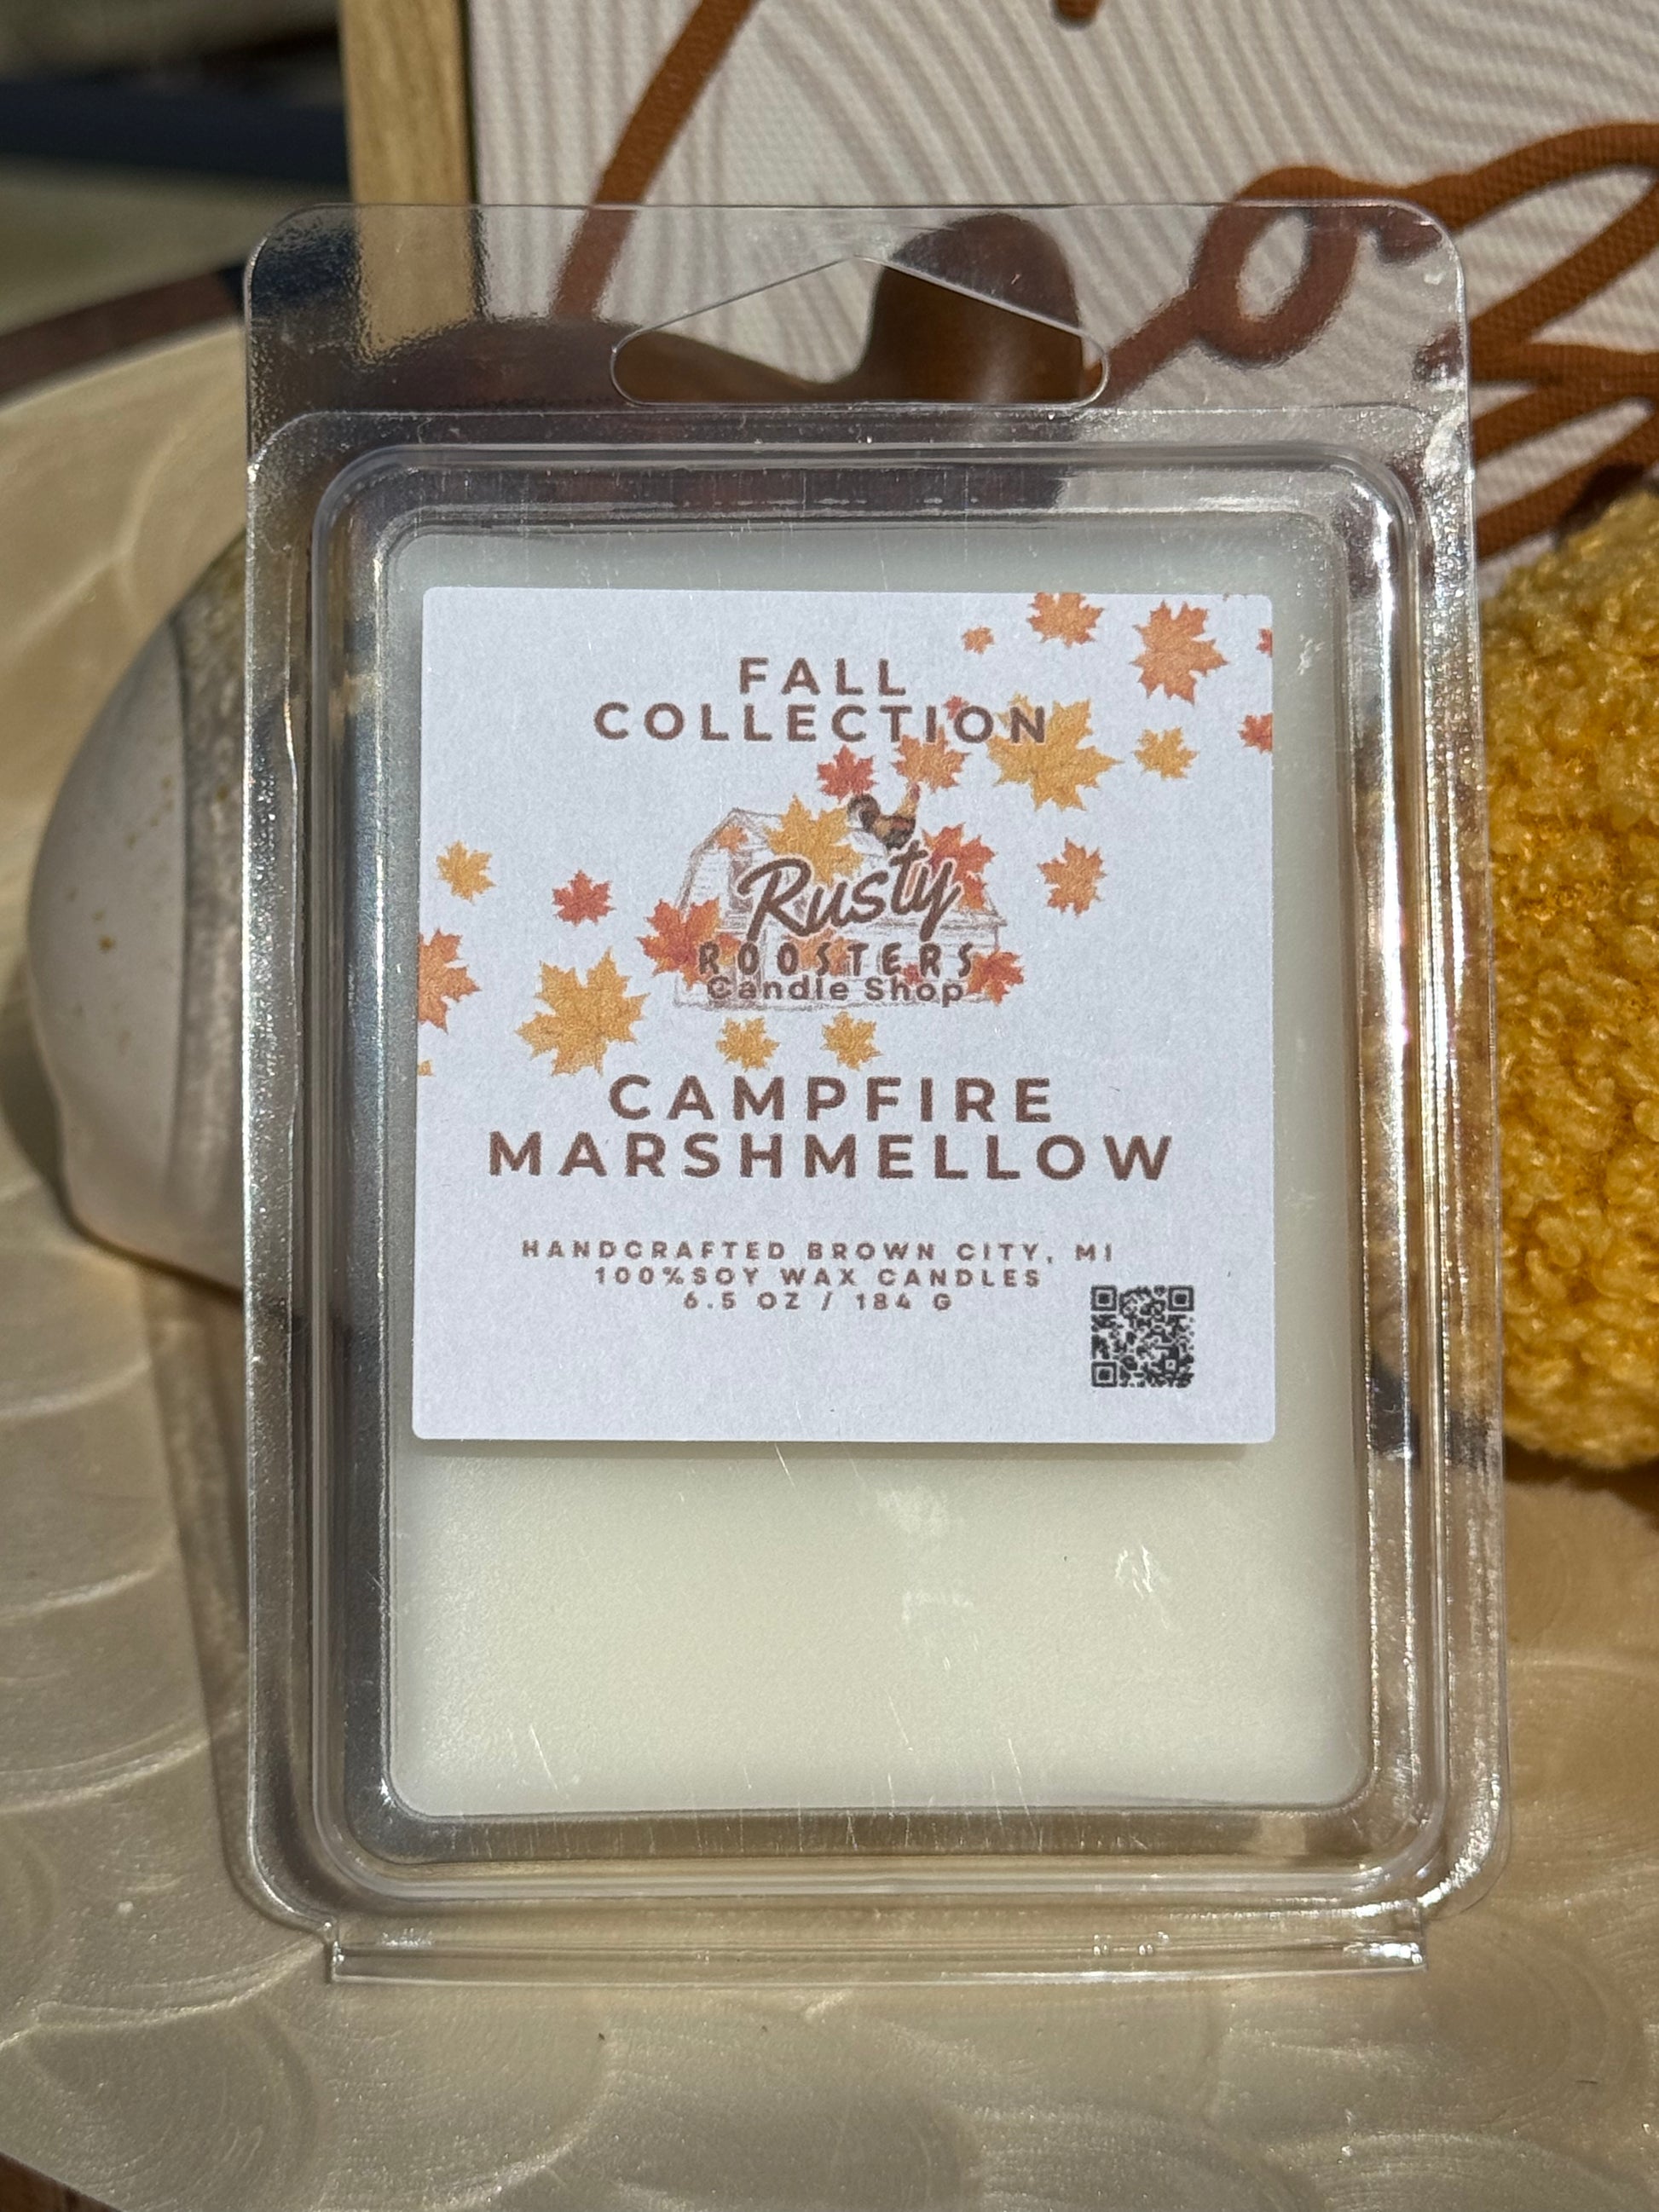 FALL
COLLECTION
Rusty
ROOSTERS
Candle Shop
CAMPFIRE
MARSHMELLOW
HANDCRAFTED BROWN CITY, MI
100%SOY WAX CANDLES
6.5 OZ / 184 G